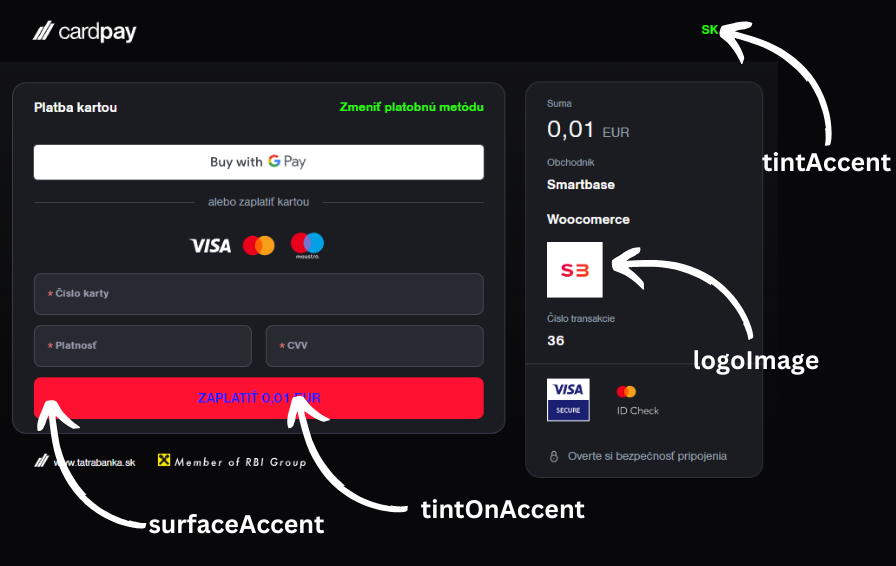 cardpay
SK
Platba kartou
Zmeniť platobnú metódu
Buy with G Pay
alebo zaplatiť kartou
VISA
maestro
* Číslo karty
* Platnosť
* CVV
ZAPLATIŤ 0,01 EUR
www.tatrabanka.sk
Member of RBI Group
Suma
0,01 EUR
Obchodník
Smartbase
Woocomerce
S3
Číslo transakcie
36
VISA
SECURE
ID Check
Overte si bezpečnosť pripojenia
tintAccent
logoImage
surfaceAccent
tintOnAccent